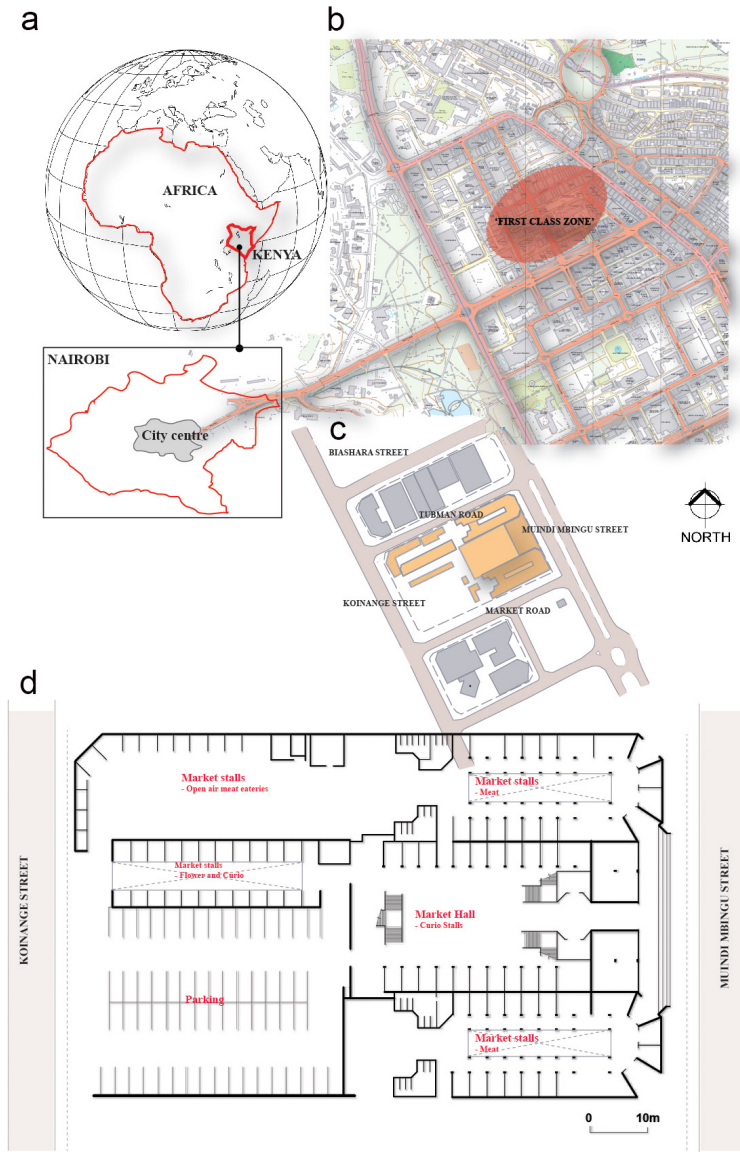 a
b
AFRICA
KENYA
'FIRST CLASS ZONE'
NAIROBI
City centre
c
BIASHARA STREET
TUBMAN ROAD
MUINDI MBINGU STREET
KOINANGE STREET
MARKET ROAD
NORTH
d
KOINANGE STREET
MUINDI MBINGU STREET
Market stalls
- Open air meat eateries
Market stalls
- Meat
Market stalls
- Flower and Curio
Market Hall
- Curio Stalls
Parking
Market stalls
- Meat
0 10m